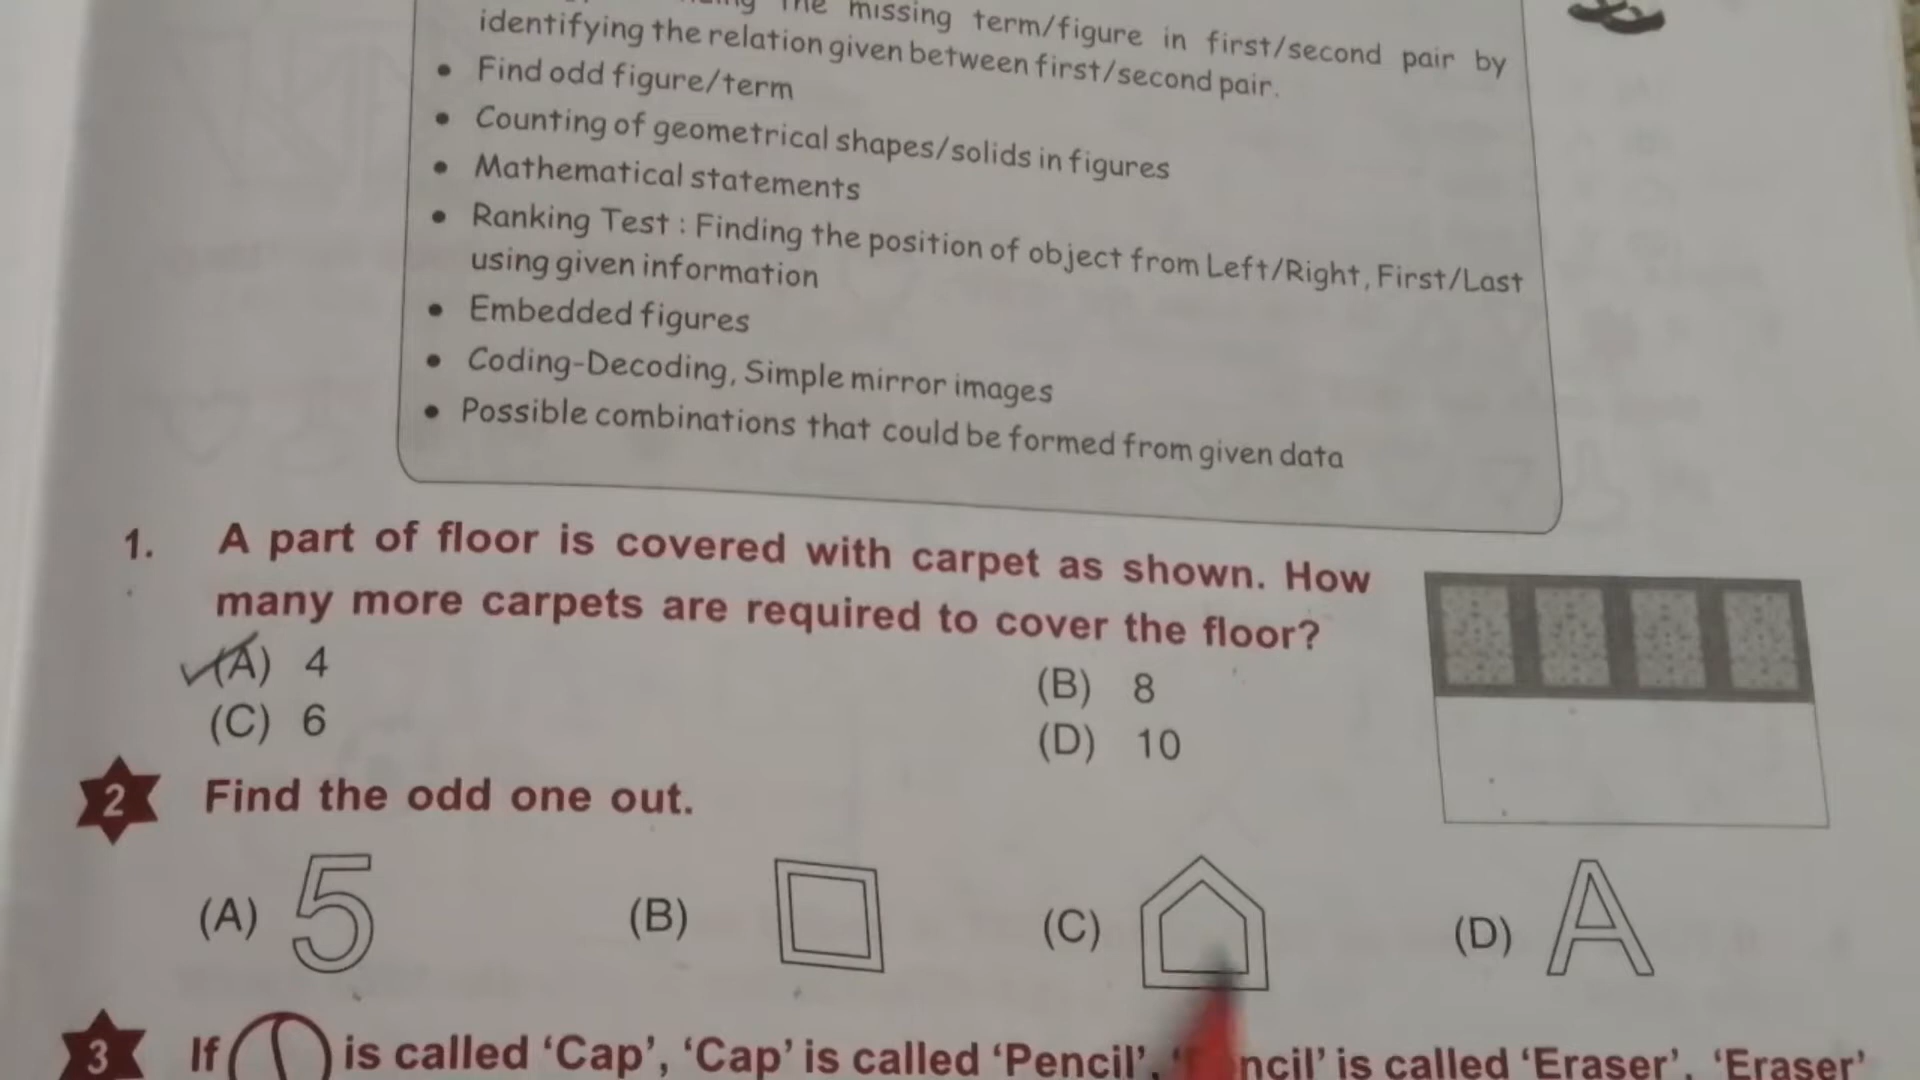 the missing term/figure in first/second pair by
identifying the relation given between first/second pair.
• Find odd figure/term
• Counting of geometrical shapes/solids in figures
• Mathematical statements
• Ranking Test : Finding the position of object from Left/Right, First/Last
using given information
• Embedded figures
• Coding-Decoding, Simple mirror images
• Possible combinations that could be formed from given data
1. A part of floor is covered with carpet as shown. How
many more carpets are required to cover the floor?
(A) 4 (B) 8
(C) 6 (D) 10
2 Find the odd one out.
(A) 5 (B) (C) (D) A
3 If is called ‘Cap’, ‘Cap’ is called ‘Pencil’, is called ‘Eraser’, ‘Eraser’